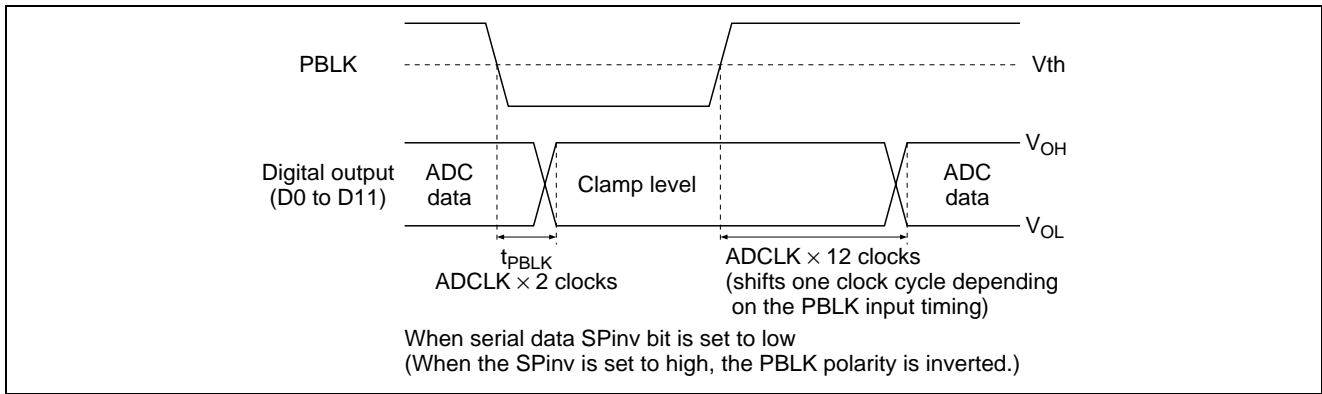 PBLK
Vth
Digital output
(D0 to D11)
ADC
data
Clamp level
ADC
data
VOH
VOL
tPBLK
ADCLK × 2 clocks
ADCLK × 12 clocks
(shifts one clock cycle depending
on the PBLK input timing)
When serial data SPinv bit is set to low
(When the SPinv is set to high, the PBLK polarity is inverted.)